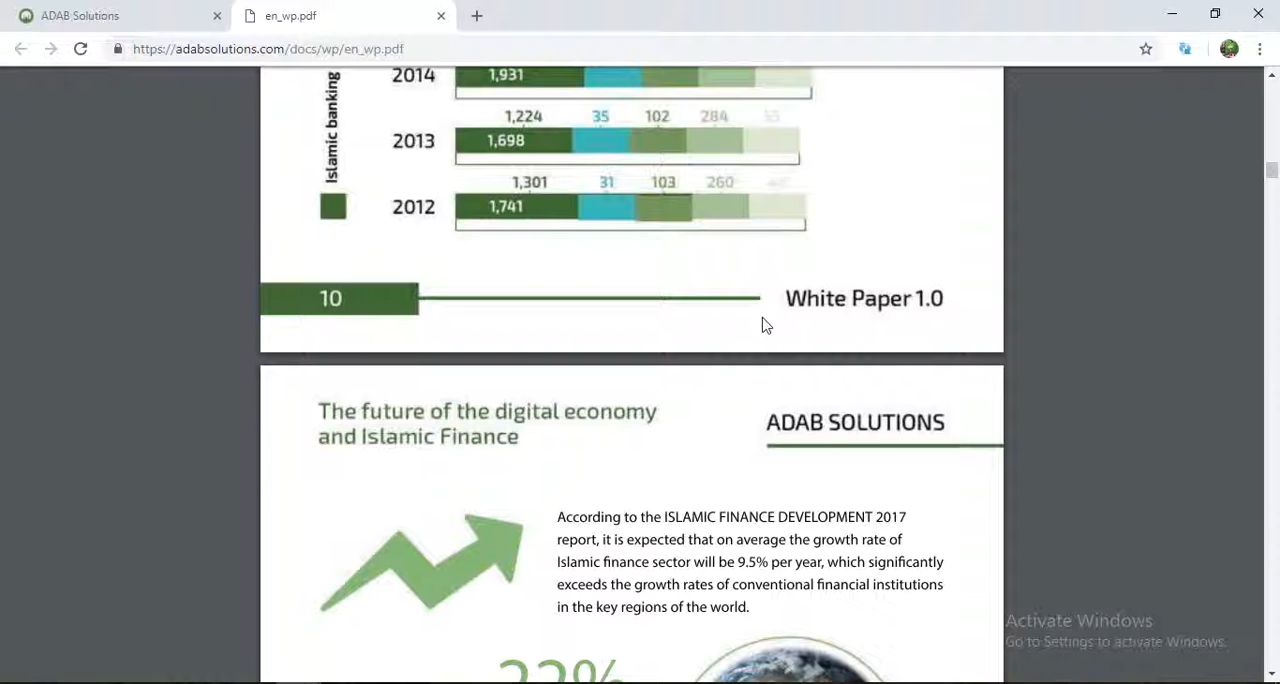 ADAB Solutions
en_wp.pdf
https://adabsolutions.com/docs/wp/en_wp.pdf
Islamic banking
2014
1,931
1,224 35 102 284
2013
1,698
1,301 31 103 260
2012
1,741
10
White Paper 1.0
The future of the digital economy
and Islamic Finance
ADAB SOLUTIONS
According to the ISLAMIC FINANCE DEVELOPMENT 2017
report, it is expected that on average the growth rate of
Islamic finance sector will be 9.5% per year, which significantly
exceeds the growth rates of conventional financial institutions
in the key regions of the world.
Activate Windows
Go to Settings to activate Windows.